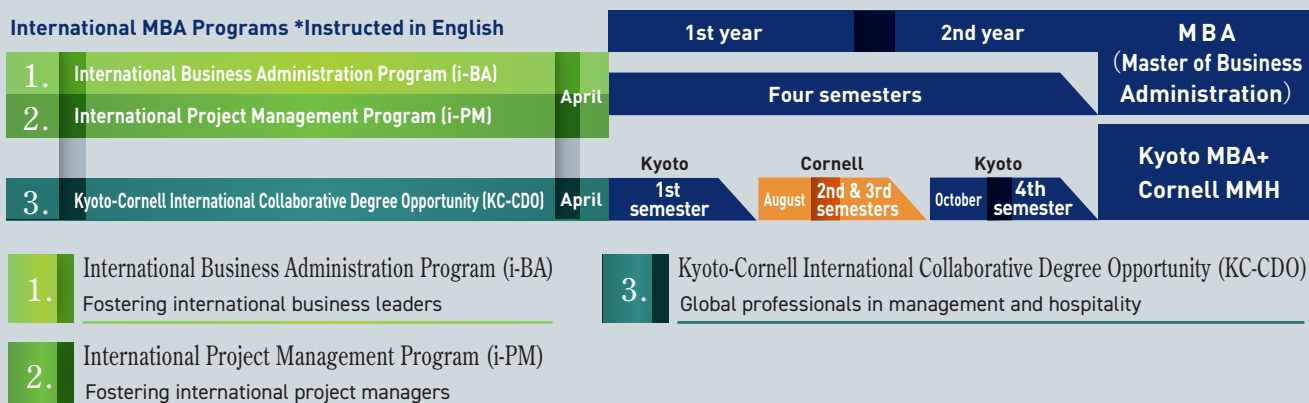 International MBA Programs *Instructed in English
1st year
2nd year
MBA
(Master of Business
Administration)
1. International Business Administration Program (i-BA)
2. International Project Management Program (i-PM)
April
Four semesters
3. Kyoto-Cornell International Collaborative Degree Opportunity (KC-CDO)
April
Kyoto
1st
semester
Cornell
August
2nd & 3rd
semesters
Kyoto
October
4th
semester
Kyoto MBA+
Cornell MMH
1. International Business Administration Program (i-BA)
Fostering international business leaders
2. International Project Management Program (i-PM)
Fostering international project managers
3. Kyoto-Cornell International Collaborative Degree Opportunity (KC-CDO)
Global professionals in management and hospitality